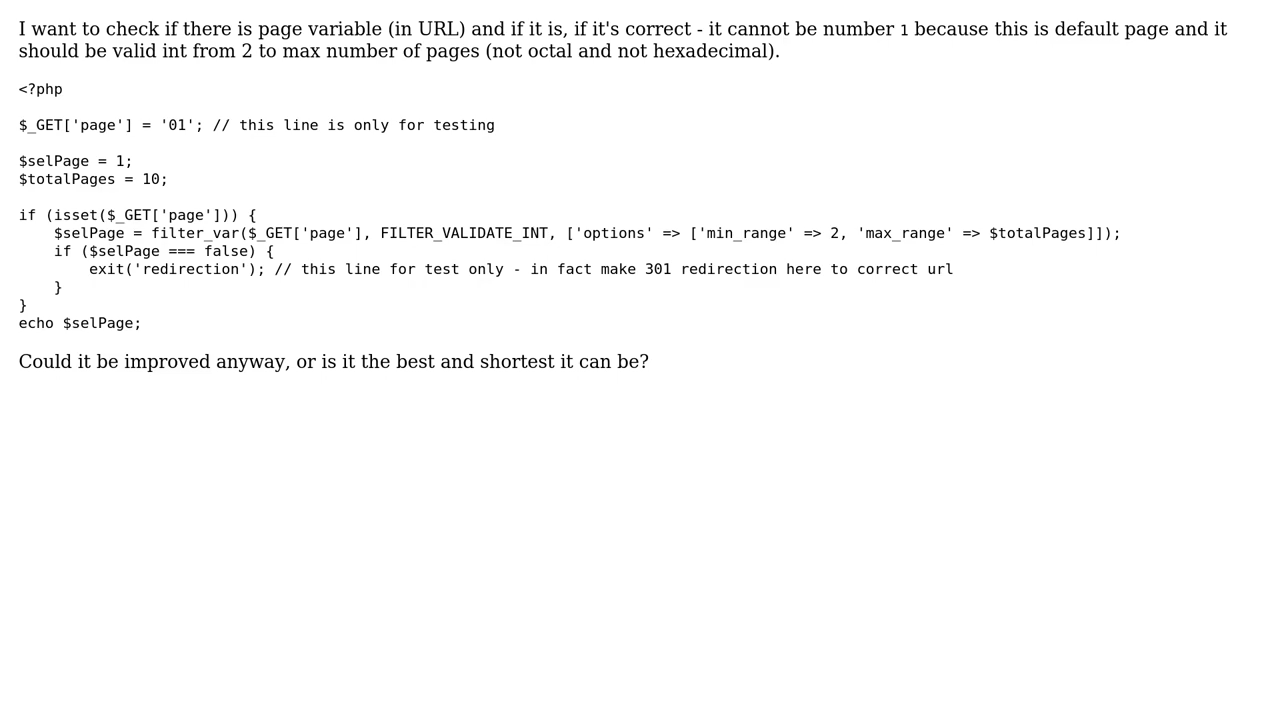 I want to check if there is page variable (in URL) and if it is, if it's correct - it cannot be number 1 because this is default page and it
should be valid int from 2 to max number of pages (not octal and not hexadecimal).
<?php
$_GET['page'] = '01'; // this line is only for testing
$selPage = 1;
$totalPages = 10;
if (isset($_GET['page'])) {
    $selPage = filter_var($_GET['page'], FILTER_VALIDATE_INT, ['options' => ['min_range' => 2, 'max_range' => $totalPages]]);
    if ($selPage === false) {
        exit('redirection'); // this line for test only - in fact make 301 redirection here to correct url
    }
}
echo $selPage;
Could it be improved anyway, or is it the best and shortest it can be?